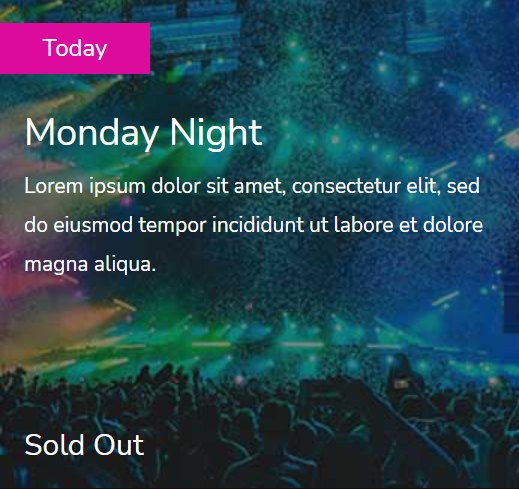 Today
Monday Night
Lorem ipsum dolor sit amet, consectetur elit, sed
do eiusmod tempor incididunt ut labore et dolore
magna aliqua.
Sold Out